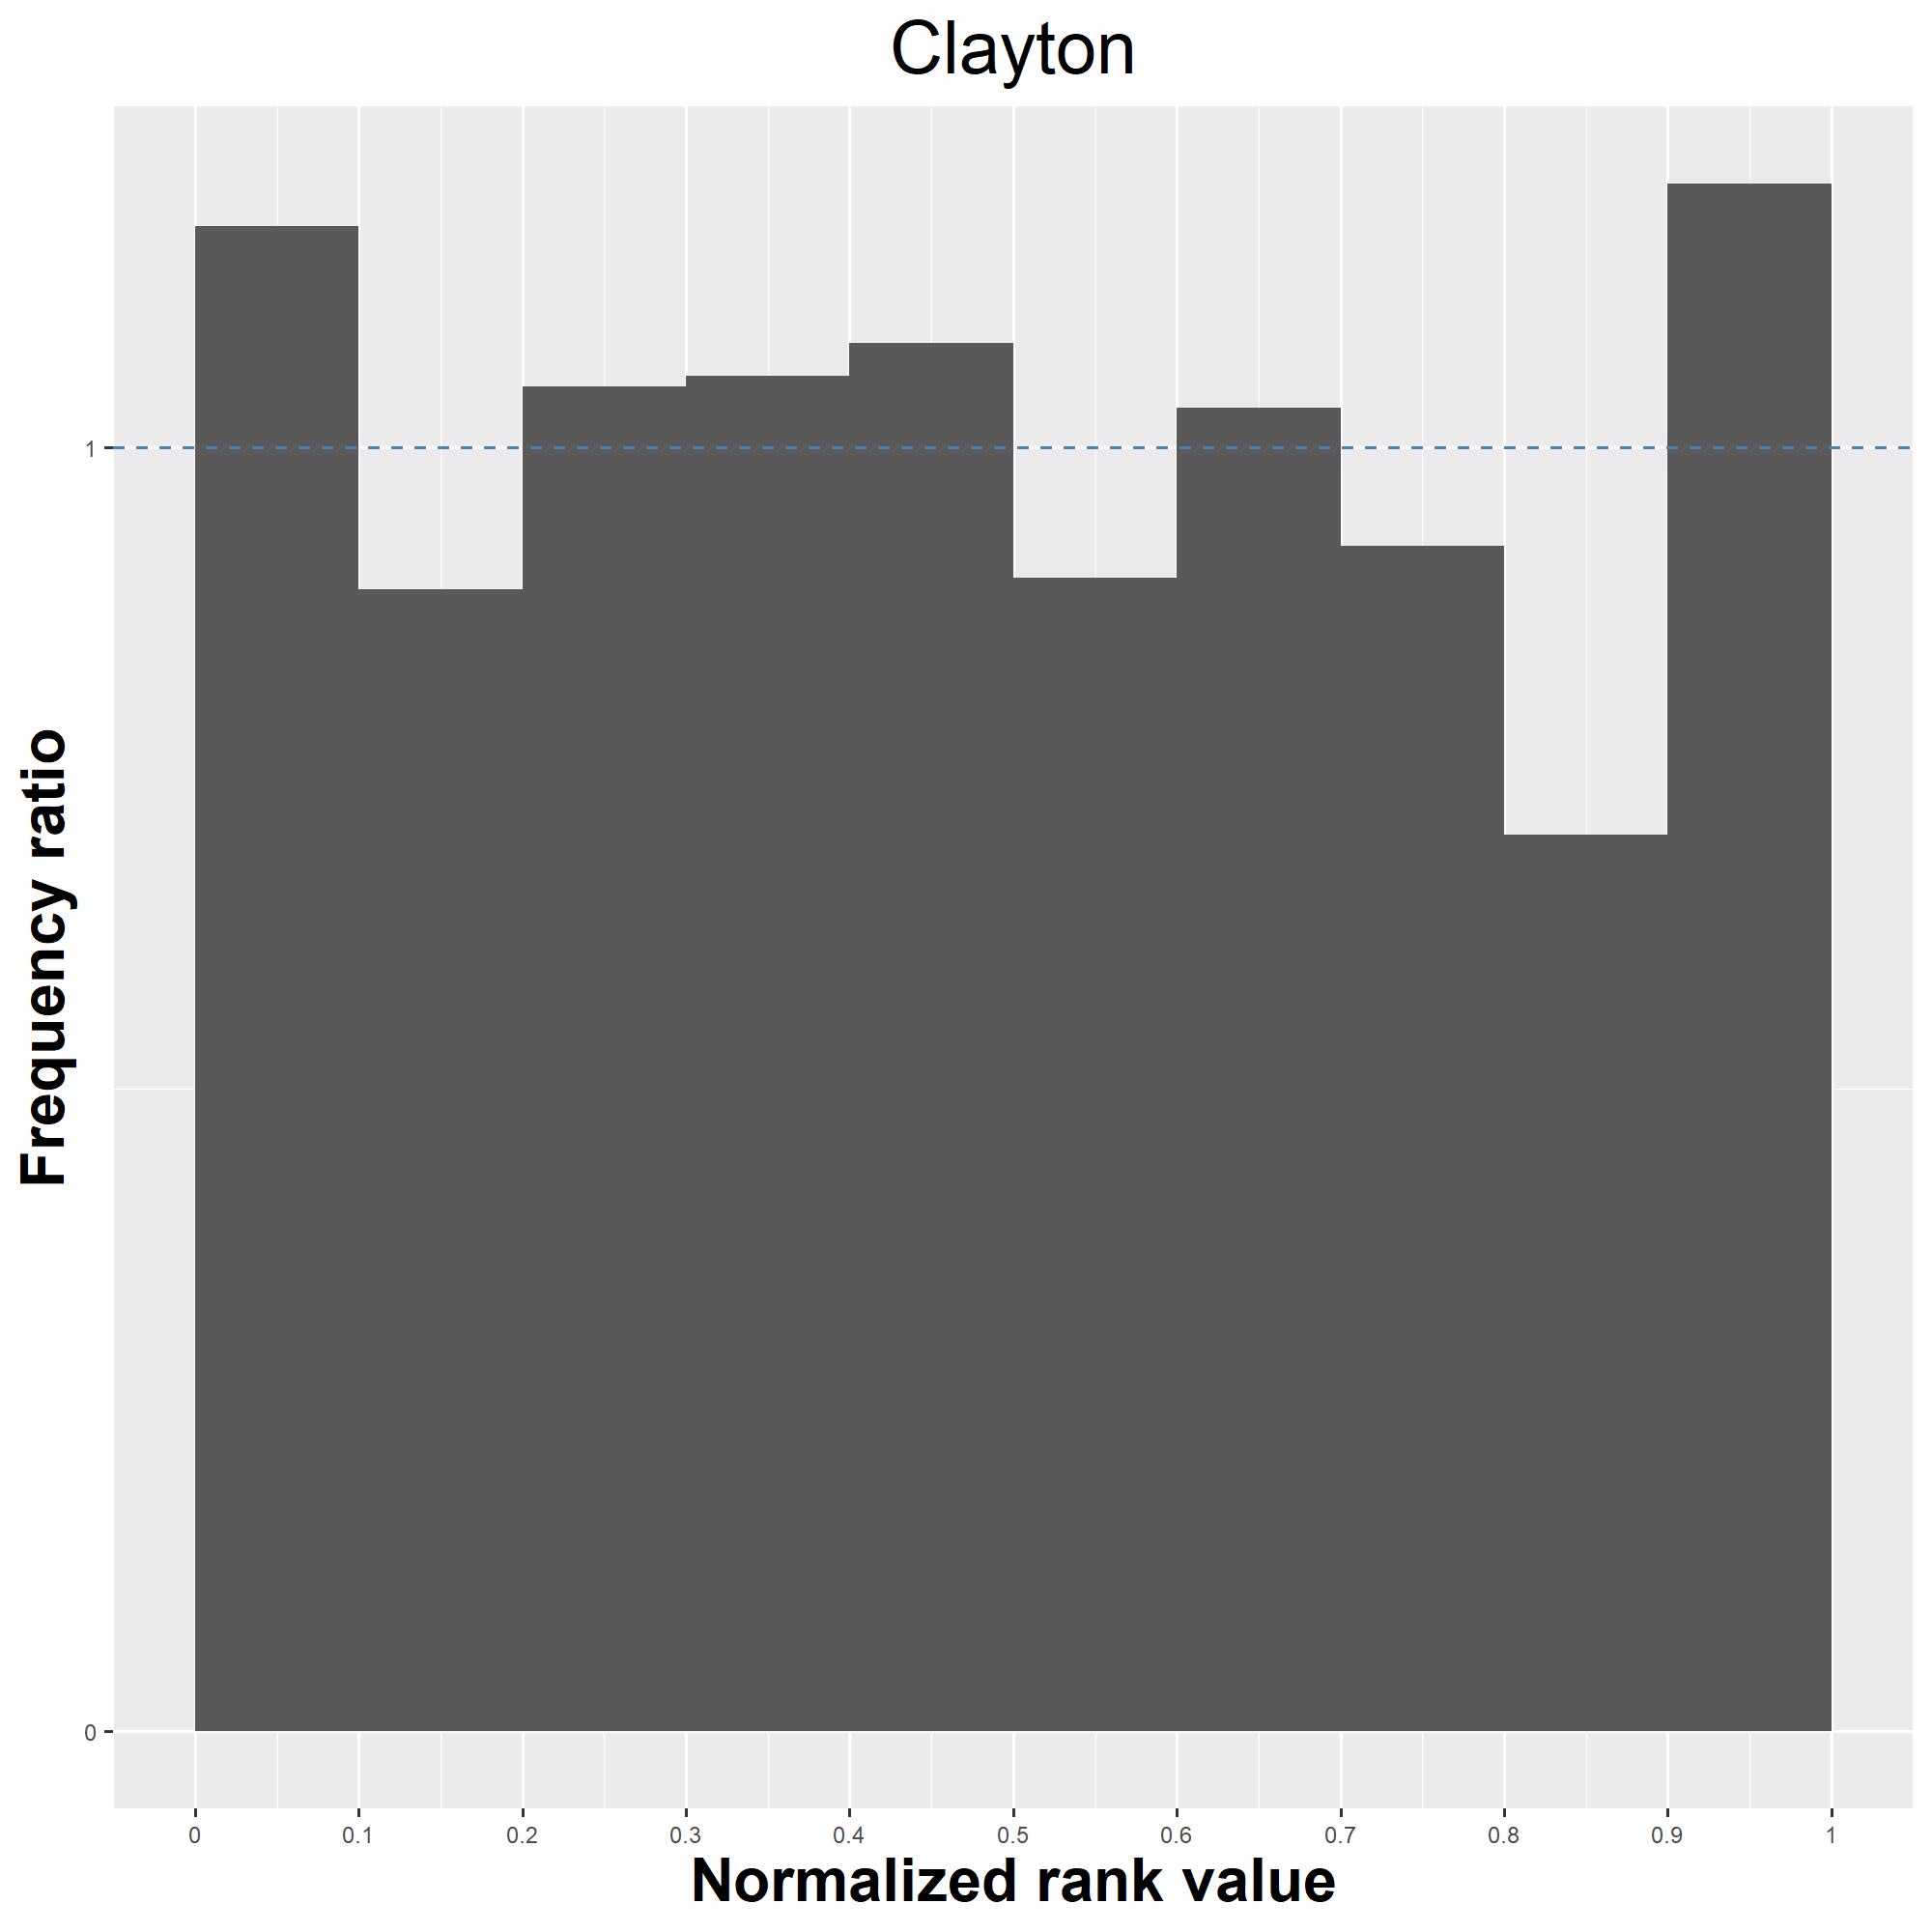 Clayton
Frequency ratio
1
0
0 0.1 0.2 0.3 0.4 0.5 0.6 0.7 0.8 0.9 1
Normalized rank value